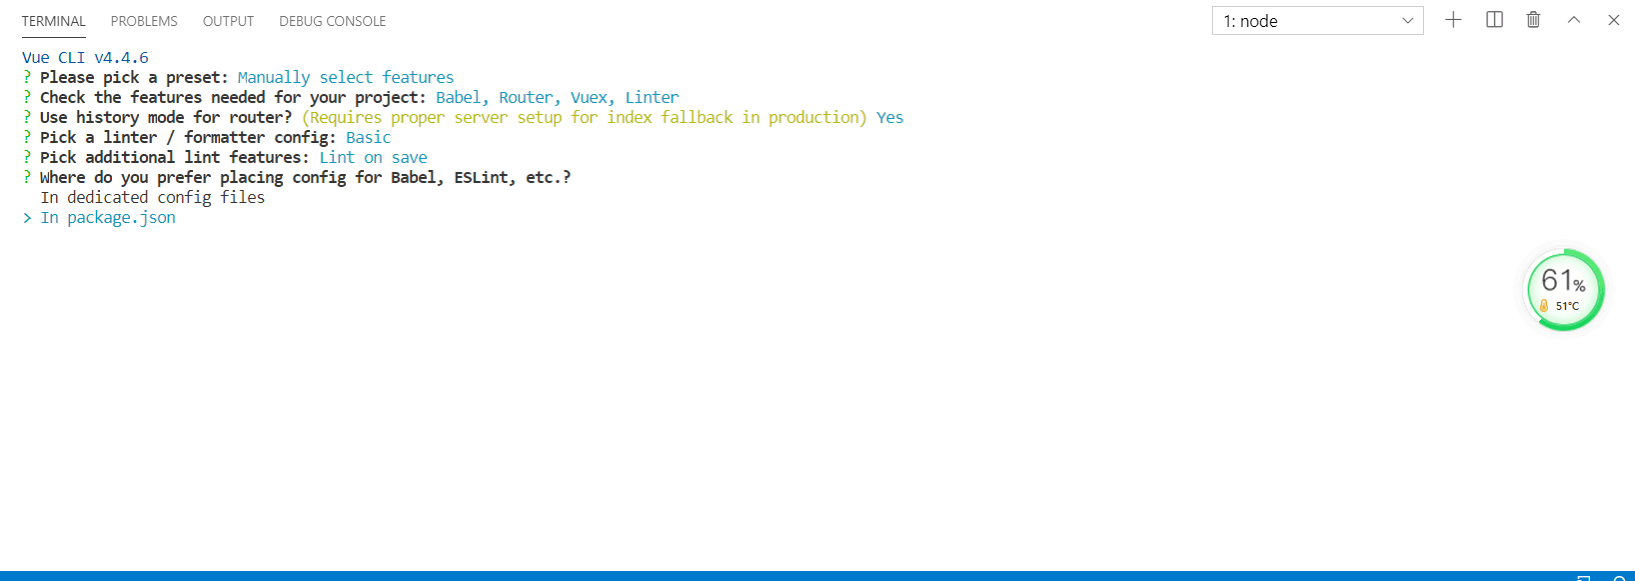 TERMINAL PROBLEMS OUTPUT DEBUG CONSOLE 1: node
Vue CLI v4.4.6
? Please pick a preset: Manually select features
? Check the features needed for your project: Babel, Router, Vuex, Linter
? Use history mode for router? (Requires proper server setup for index fallback in production) Yes
? Pick a linter / formatter config: Basic
? Pick additional lint features: Lint on save
? Where do you prefer placing config for Babel, ESLint, etc.?
In dedicated config files
> In package.json
61%
51°C